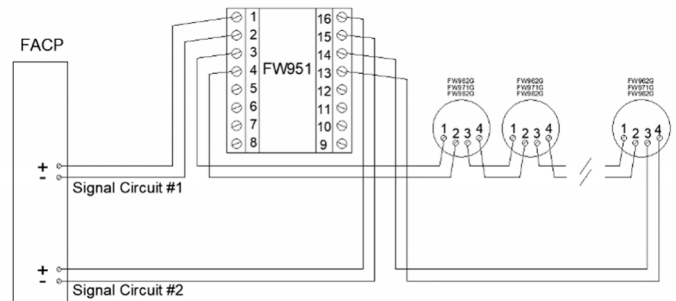 FACP
1 16
2 15
3 14
4 FW951 13
5 12
6 11
7 10
8 9
FW962G FW962G FW962G
FW971G FW971G FW971G
FW982G FW982G FW982G
1 2 3 4 1 2 3 4 1 2 3 4
+
-
Signal Circuit #1
+
-
Signal Circuit #2